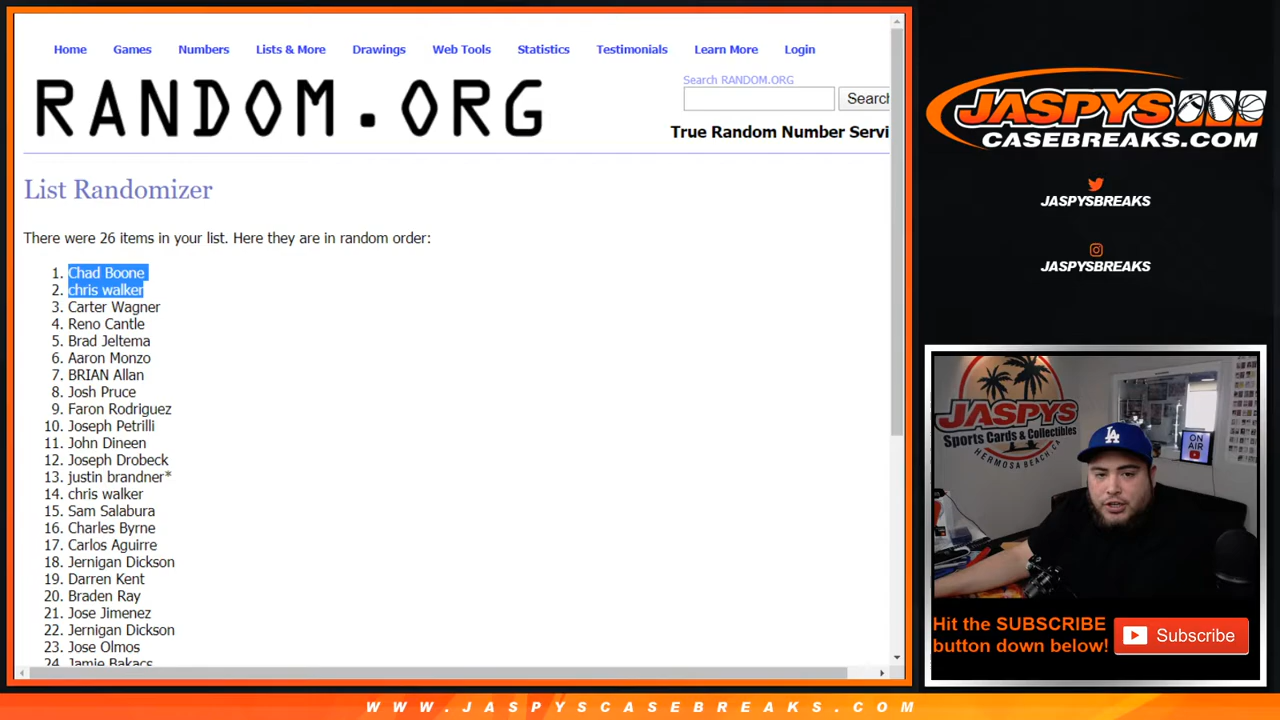 Home Games Numbers Lists & More Drawings Web Tools Statistics Testimonials Learn More Login
Search RANDOM.ORG
RANDOM.ORG
Search
True Random Number Servi
List Randomizer
There were 26 items in your list. Here they are in random order:
1. Chad Boone
2. chris walker
3. Carter Wagner
4. Reno Cantle
5. Brad Jeltema
6. Aaron Monzo
7. BRIAN Allan
8. Josh Pruce
9. Faron Rodriguez
10. Joseph Petrilli
11. John Dineen
12. Joseph Drobeck
13. justin brandner*
14. chris walker
15. Sam Salabura
16. Charles Byrne
17. Carlos Aguirre
18. Jernigan Dickson
19. Darren Kent
20. Braden Ray
21. Jose Jimenez
22. Jernigan Dickson
23. Jose Olmos
24. Jamie Bakacs
JASPYS
CASEBREAKS.COM
JASPYSBREAKS
JASPYSBREAKS
JASPYS
Sports Cards & Collectibles
HERMOSA BEACH CA
LA
ON
AIR
Hit the SUBSCRIBE
button down below!
Subscribe
WWW.JASPYSCASEBREAKS.COM